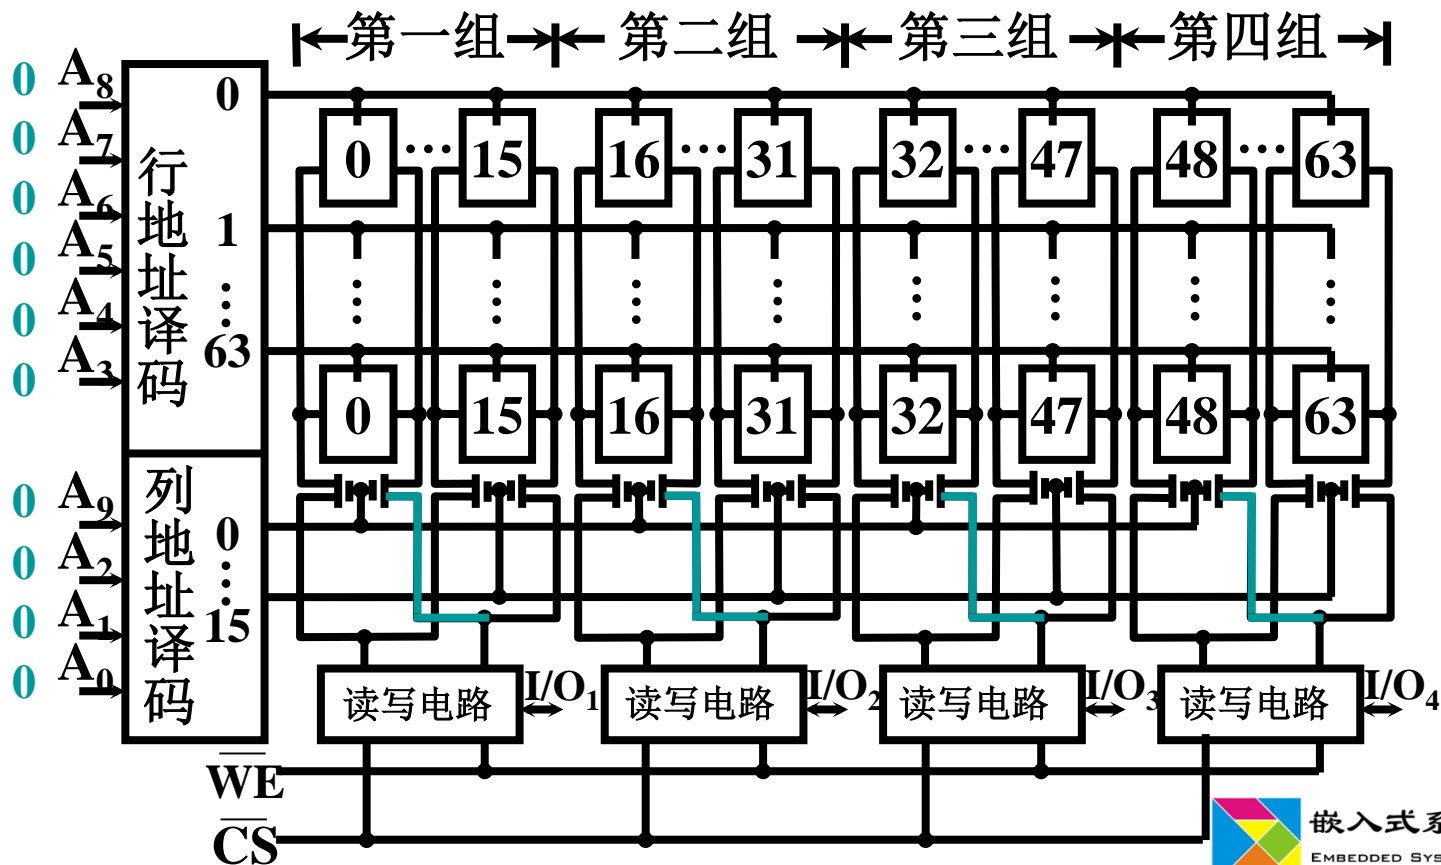 第一组 第二组 第三组 第四组
0 A8
0 A7
0 A6
0 A5
0 A4
0 A3
行地址译码
0
1
⋮
63
0 … 15 16 … 31 32 … 47 48 … 63
⋮ ⋮ ⋮ ⋮ ⋮ ⋮ ⋮ ⋮
0 15 16 31 32 47 48 63
0 A9
0 A2
0 A1
0 A0
列地址译码
0
⋮
15
读写电路 I/O1 读写电路 I/O2 读写电路 I/O3 读写电路 I/O4
W̅E̅
C̅S̅
嵌入式系
EMBEDDED SYS